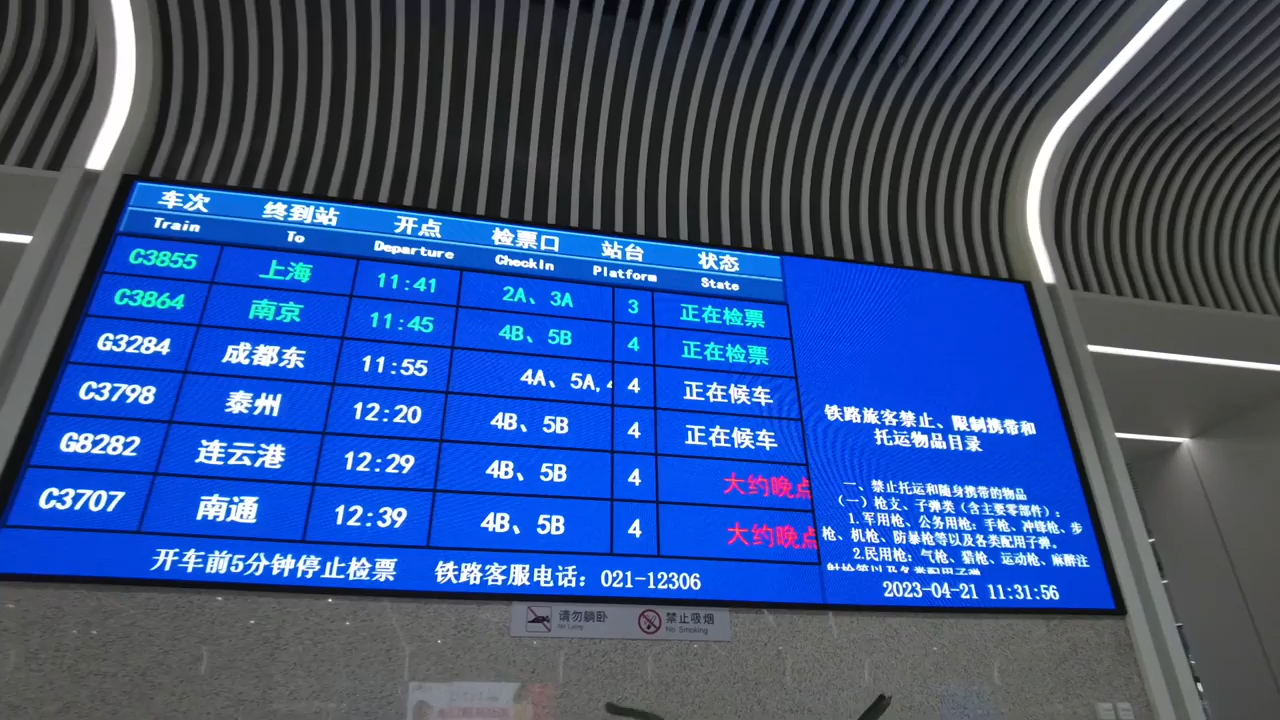 车次 终到站 开点 检票口 站台 状态
Train To Departure CheckIn Platform State
C3855 上海 11:41 2A、3A 3 正在检票
C3864 南京 11:45 4B、5B 4 正在检票
G3284 成都东 11:55 4A、5A, 4 正在候车
C3798 泰州 12:20 4B、5B 4 正在候车
G8282 连云港 12:29 4B、5B 4 大约晚点
C3707 南通 12:39 4B、5B 4 大约晚点
开车前5分钟停止检票 铁路客服电话：021-12306
铁路旅客禁止、限制携带和
托运物品目录
一、禁止托运和随身携带的物品
（一）枪支、子弹类（含主要零部件）：
1.军用枪、公务用枪：手枪、冲锋枪、步
枪、机枪、防暴枪等以及各类配用子弹。
2.民用枪：气枪、猎枪、运动枪、麻醉注
射枪等以及各类配用子弹
2023-04-21 11:31:56
请勿躺卧 禁止吸烟
No Lying No Smoking